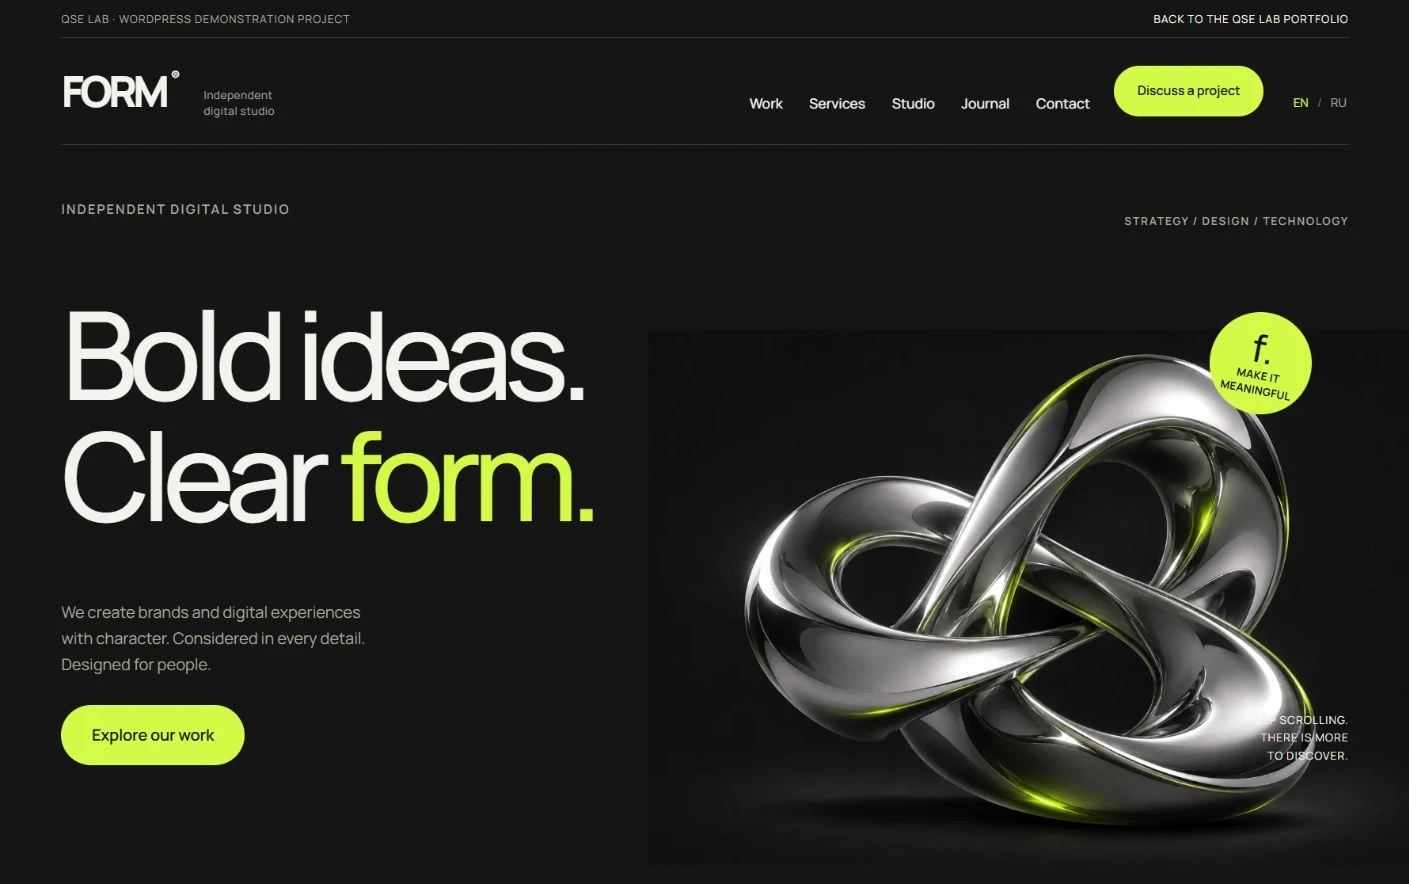 QSE LAB · WORDPRESS DEMONSTRATION PROJECT
BACK TO THE QSE LAB PORTFOLIO
FORM®
Independent
digital studio
Work
Services
Studio
Journal
Contact
Discuss a project
EN / RU
INDEPENDENT DIGITAL STUDIO
STRATEGY / DESIGN / TECHNOLOGY
Bold ideas.
Clear form.
f.
MAKE IT
MEANINGFUL
We create brands and digital experiences
with character. Considered in every detail.
Designed for people.
Explore our work
SCROLLING.
THERE IS MORE
TO DISCOVER.